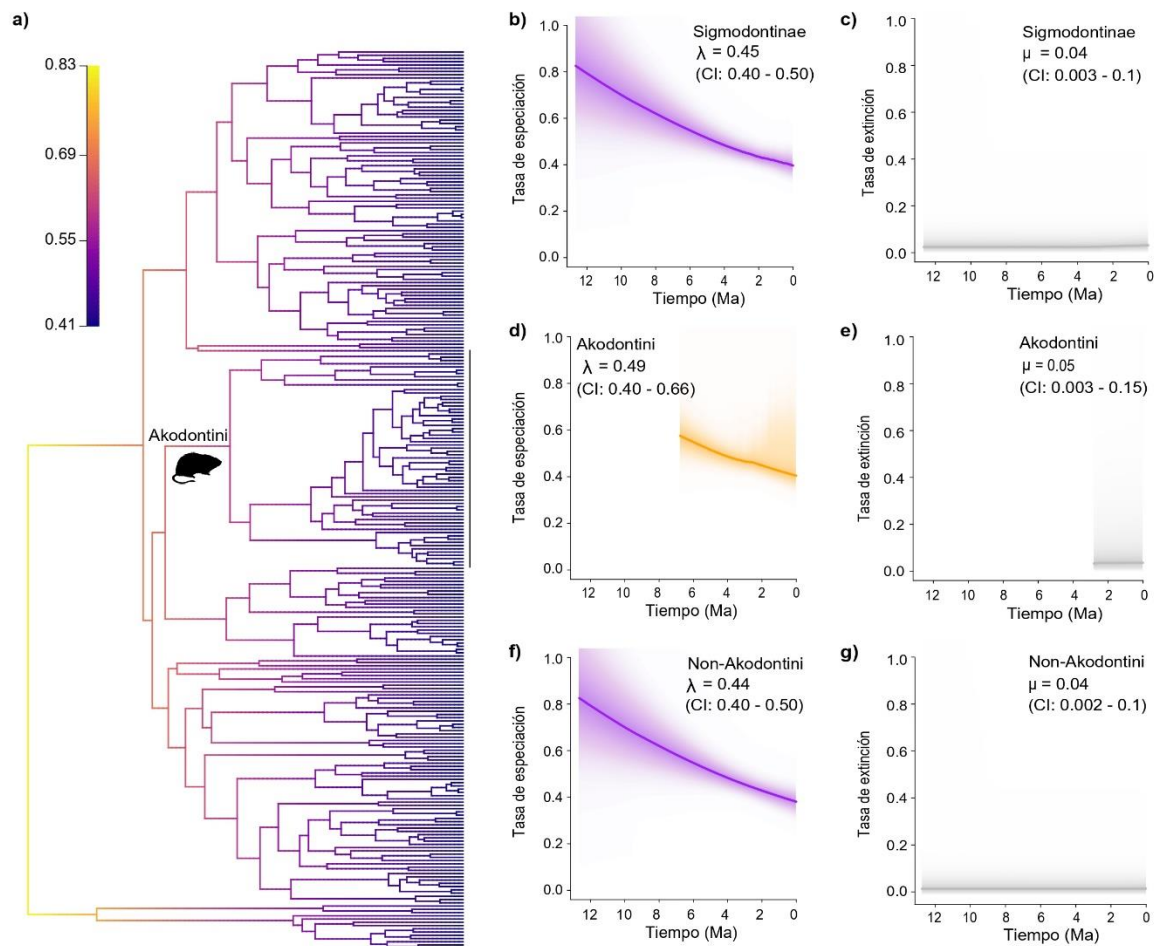 a)
0.83
0.69
0.55
0.41
Akodontini
b)
Sigmodontinae
λ = 0.45
(CI: 0.40 - 0.50)
Tasa de especiación
1.0
0.8
0.6
0.4
0.2
0.0
12 10 8 6 4 2 0
Tiempo (Ma)
c)
Sigmodontinae
μ = 0.04
(CI: 0.003 - 0.1)
Tasa de extinción
1.0
0.8
0.6
0.4
0.2
0.0
12 10 8 6 4 2 0
Tiempo (Ma)
d)
Akodontini
λ = 0.49
(CI: 0.40 - 0.66)
Tasa de especiación
1.0
0.8
0.6
0.4
0.2
0.0
12 10 8 6 4 2 0
Tiempo (Ma)
e)
Akodontini
μ = 0.05
(CI: 0.003 - 0.15)
Tasa de extinción
1.0
0.8
0.6
0.4
0.2
0.0
12 10 8 6 4 2 0
Tiempo (Ma)
f)
Non-Akodontini
λ = 0.44
(CI: 0.40 - 0.50)
Tasa de especiación
1.0
0.8
0.6
0.4
0.2
0.0
12 10 8 6 4 2 0
Tiempo (Ma)
g)
Non-Akodontini
μ = 0.04
(CI: 0.002 - 0.1)
Tasa de extinción
1.0
0.8
0.6
0.4
0.2
0.0
12 10 8 6 4 2 0
Tiempo (Ma)